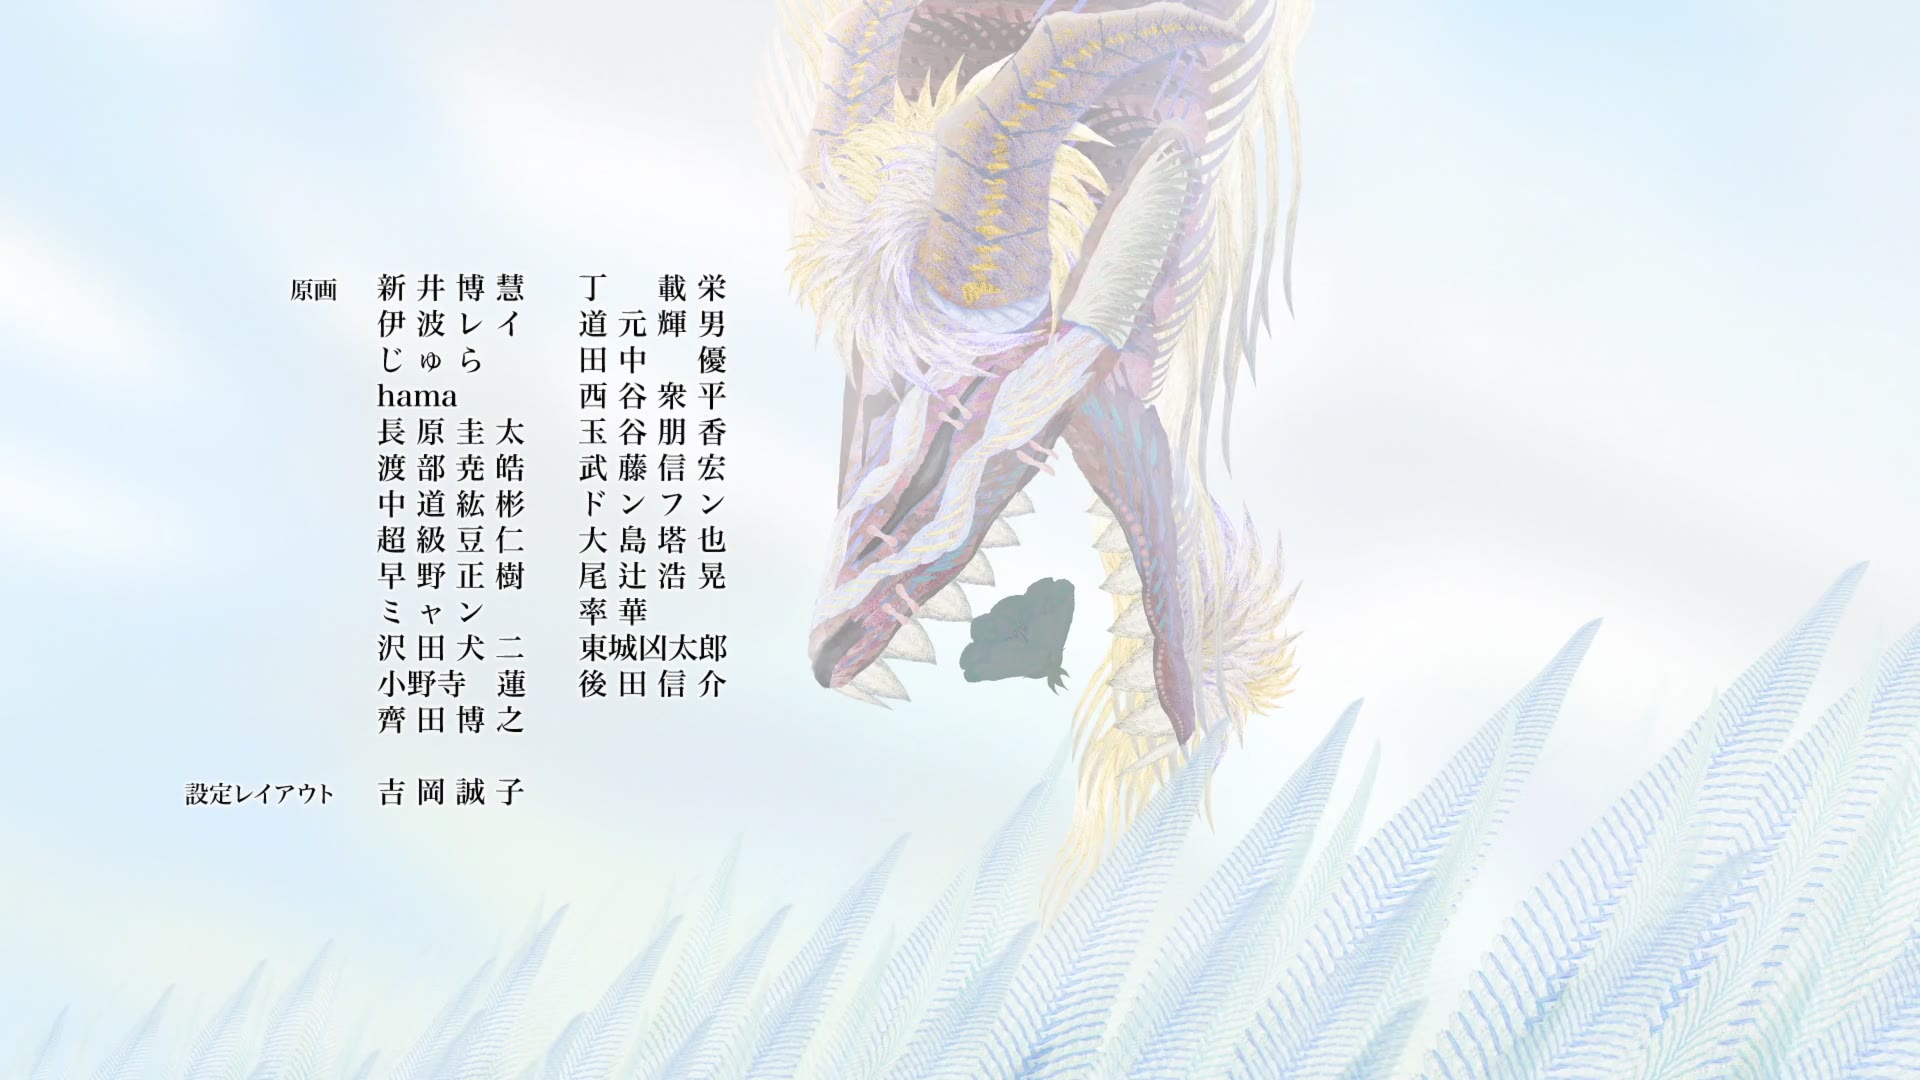 原画 新井博慧 丁 載栄
伊波レイ 道元輝男
じゅら 田中 優
hama 西谷衆平
長原圭太 玉谷朋香
渡部尭皓 武藤信宏
中道紘彬 ドンフン
超級豆仁 大島塔也
早野正樹 尾辻浩晃
ミャン 率華
沢田犬二 東城凶太郎
小野寺 蓮 後田信介
齊田博之
設定レイアウト 吉岡誠子